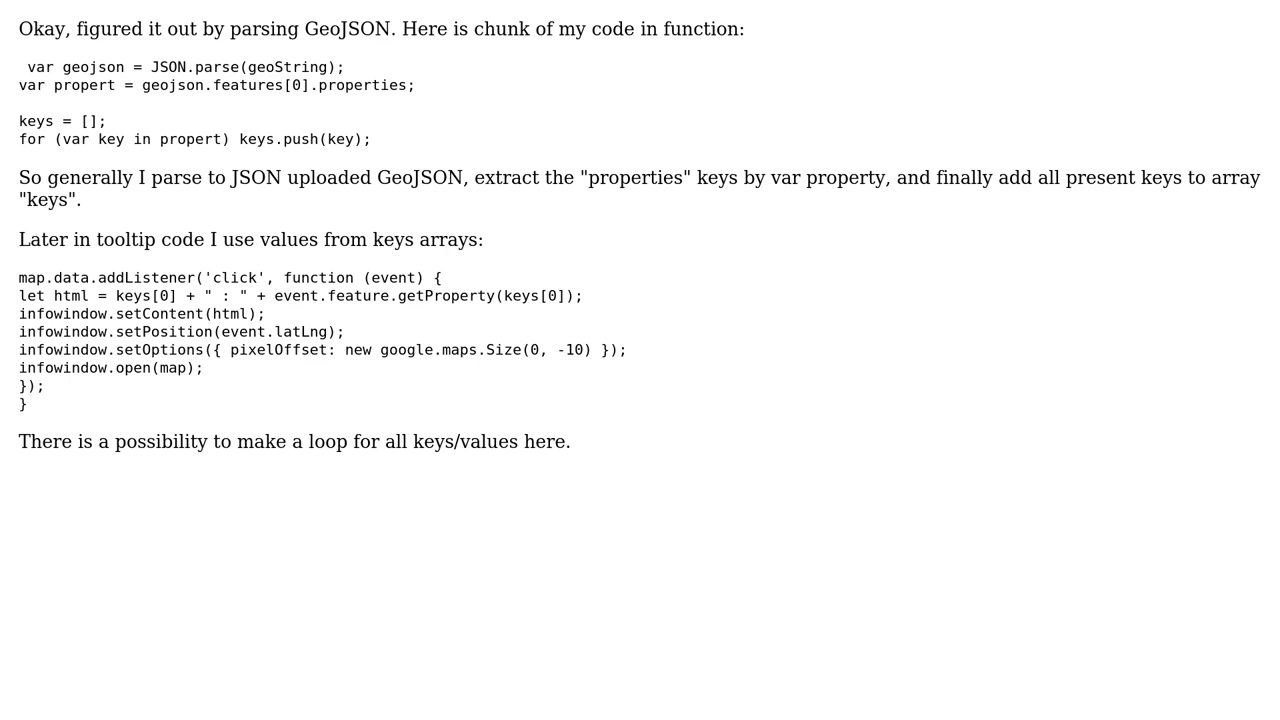 Okay, figured it out by parsing GeoJSON. Here is chunk of my code in function:
var geojson = JSON.parse(geoString);
var propert = geojson.features[0].properties;
keys = [];
for (var key in propert) keys.push(key);
So generally I parse to JSON uploaded GeoJSON, extract the "properties" keys by var property, and finally add all present keys to array
"keys".
Later in tooltip code I use values from keys arrays:
map.data.addListener('click', function (event) {
let html = keys[0] + " : " + event.feature.getProperty(keys[0]);
infowindow.setContent(html);
infowindow.setPosition(event.latLng);
infowindow.setOptions({ pixelOffset: new google.maps.Size(0, -10) });
infowindow.open(map);
});
}
There is a possibility to make a loop for all keys/values here.